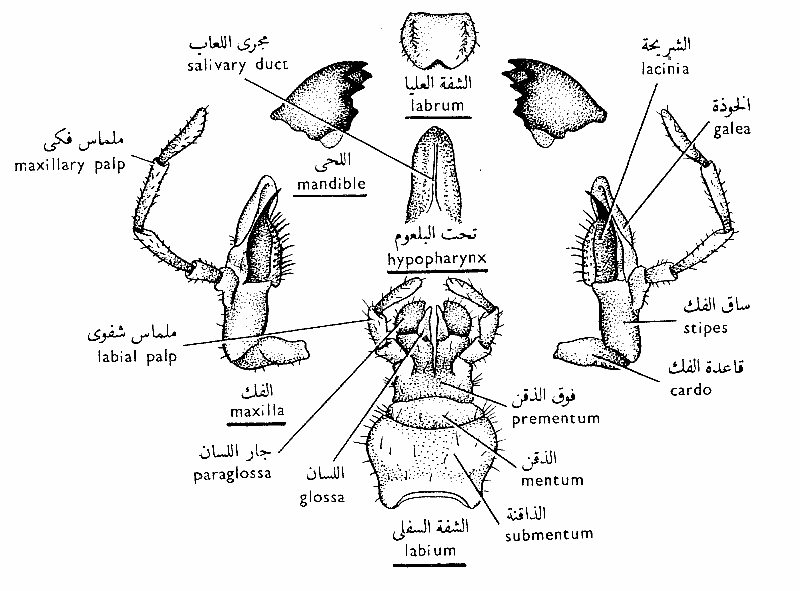 مجرى اللعاب
salivary duct
الشفة العليا
labrum
الشريحة
lacinia
الخوذة
galea
ملماس فكى
maxillary palp
اللحى
mandible
تحت البلعوم
hypopharynx
ملماس شفوى
labial palp
ساق الفك
stipes
قاعدة الفك
cardo
الفك
maxilla
فوق الذقن
prementum
جار اللسان
paraglossa
اللسان
glossa
الذقن
mentum
الذاقنة
submentum
الشفة السفلى
labium